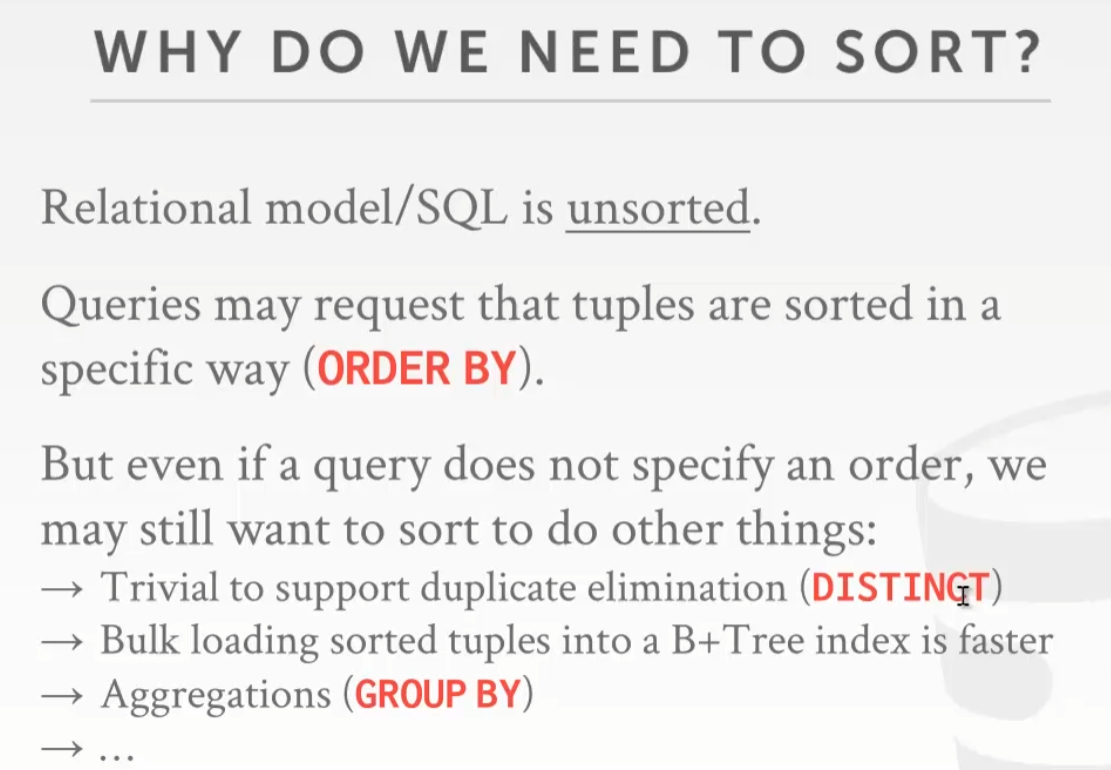 WHY DO WE NEED TO SORT?
Relational model/SQL is unsorted.
Queries may request that tuples are sorted in a
specific way (ORDER BY).
But even if a query does not specify an order, we
may still want to sort to do other things:
→ Trivial to support duplicate elimination (DISTINCT)
→ Bulk loading sorted tuples into a B+Tree index is faster
→ Aggregations (GROUP BY)
→ ...